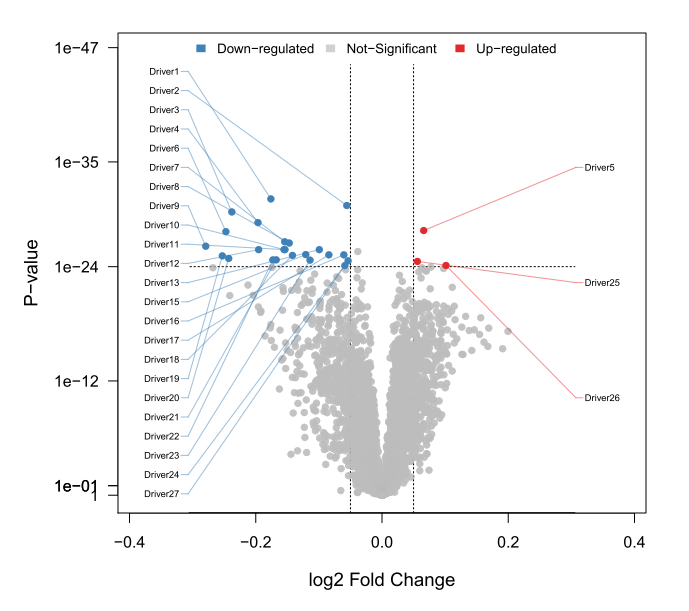 Down−regulated Not−Significant Up−regulated
1e−47
1e−35
1e−24
1e−12
1e−01
P−value
Driver1
Driver2
Driver3
Driver4
Driver6
Driver7
Driver8
Driver9
Driver10
Driver11
Driver12
Driver13
Driver15
Driver16
Driver17
Driver18
Driver19
Driver20
Driver21
Driver22
Driver23
Driver24
Driver27
Driver5
Driver25
Driver26
−0.4 −0.2 0.0 0.2 0.4
log2 Fold Change